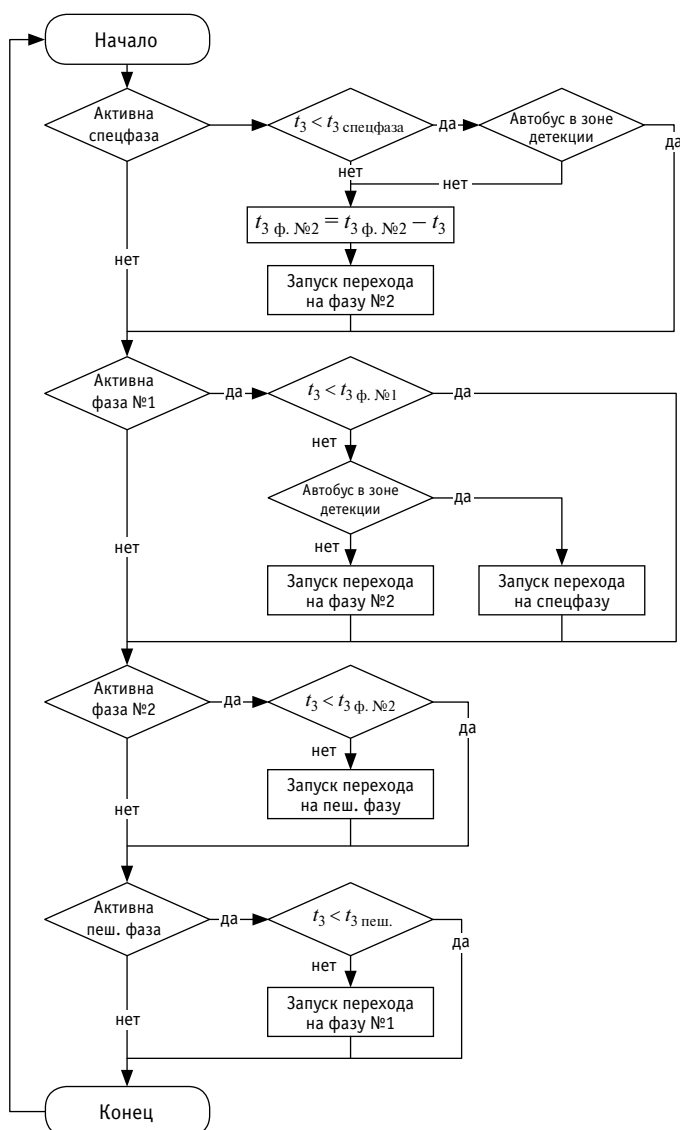 Начало
Активна
спецфаза
t₃ < t₃ спецфаза
да
Автобус в зоне
детекции
да
нет
нет
t₃ ф. №2 = t₃ ф. №2 – t₃
нет
Запуск перехода
на фазу №2
Активна
фаза №1
да
t₃ < t₃ ф. №1
да
нет
Автобус в зоне
детекции
да
нет
нет
Запуск перехода
на фазу №2
Запуск перехода
на спецфазу
Активна
фаза №2
да
t₃ < t₃ ф. №2
да
нет
Запуск перехода
на пеш. фазу
нет
Активна
пеш. фаза
да
t₃ < t₃ пеш.
да
нет
Запуск перехода
на фазу №1
нет
Конец